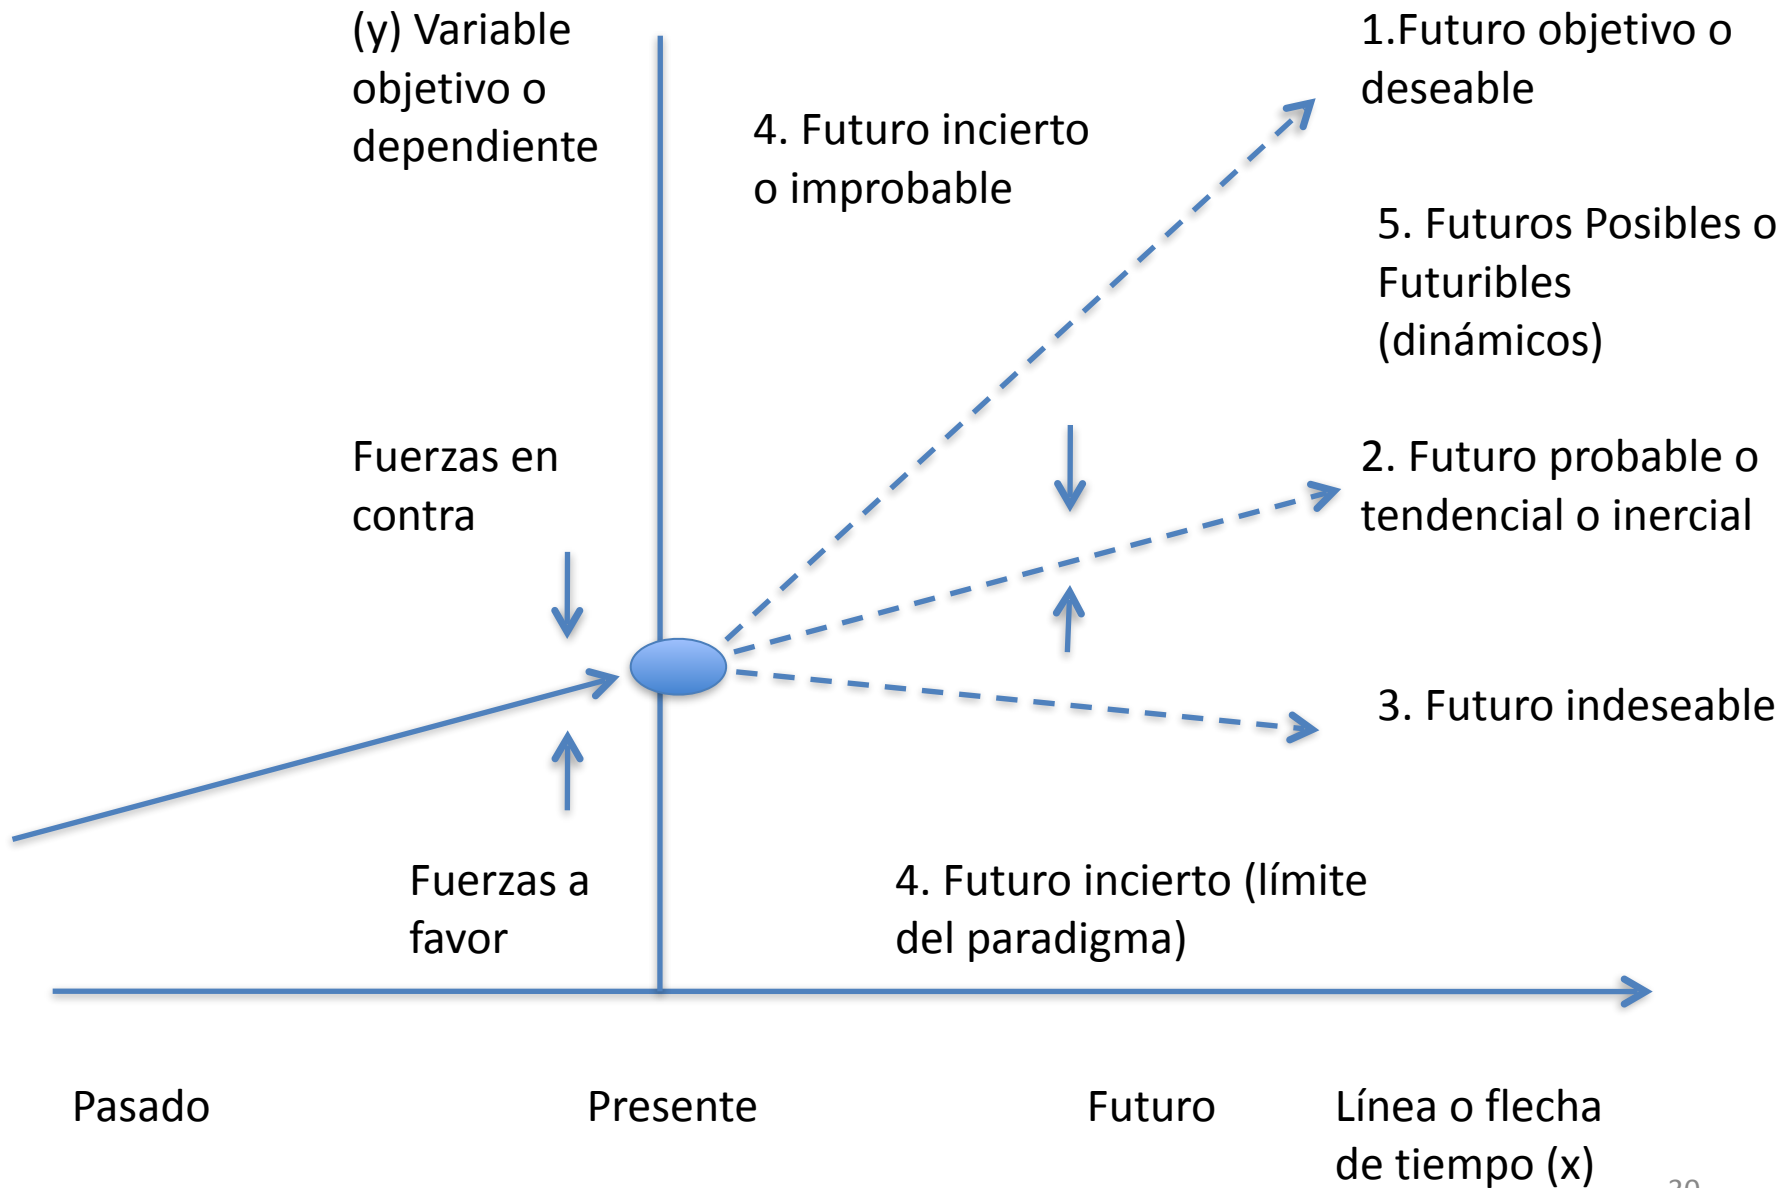 (y) Variable
objetivo o
dependiente
1.Futuro objetivo o
deseable
4. Futuro incierto
o improbable
5. Futuros Posibles o
Futuribles
(dinámicos)
Fuerzas en
contra
2. Futuro probable o
tendencial o inercial
3. Futuro indeseable
Fuerzas a
favor
4. Futuro incierto (límite
del paradigma)
Pasado
Presente
Futuro
Línea o flecha
de tiempo (x)